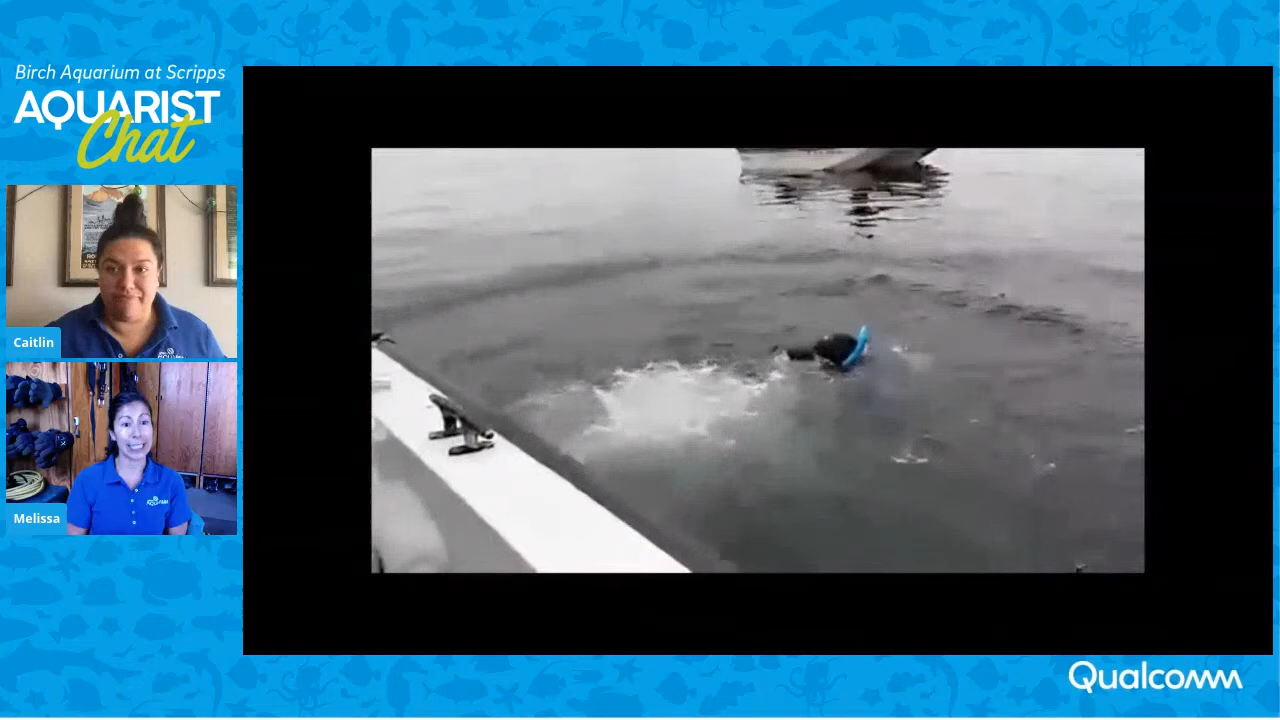 Birch Aquarium at Scripps
AQUARIST
Chat
Caitlin
Melissa
Qualcomm